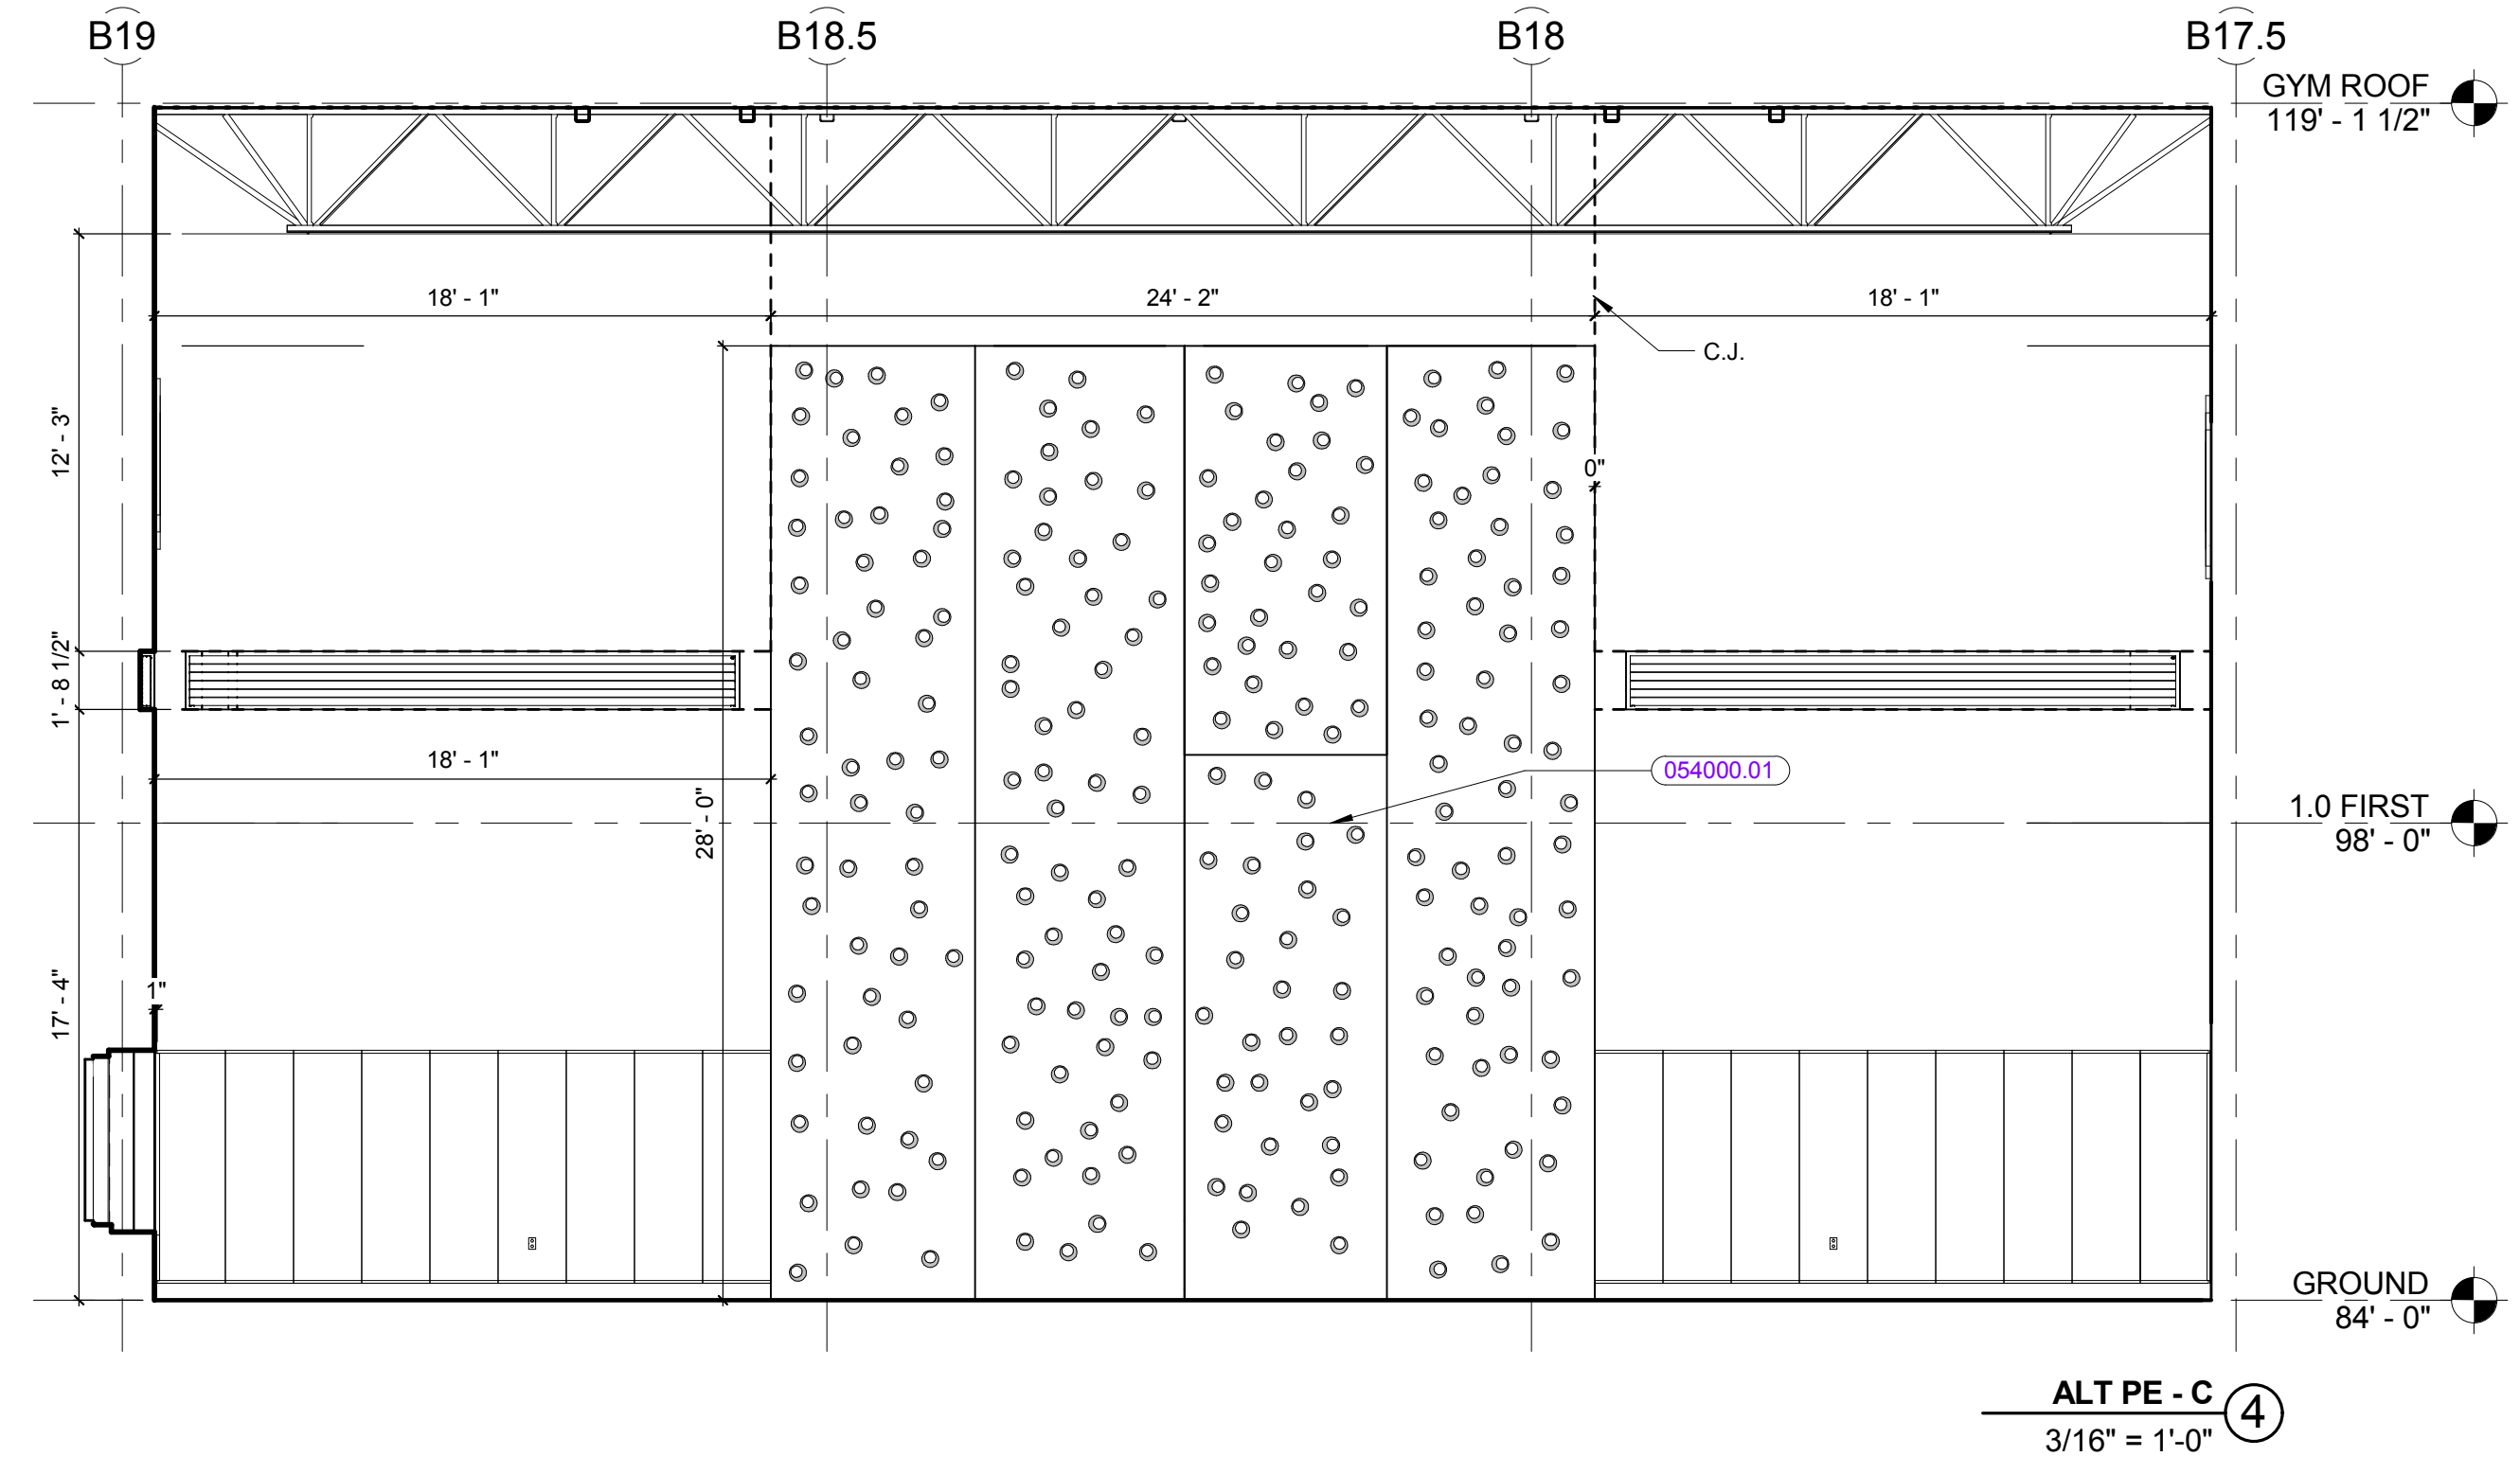 B19
B18.5
B18
B17.5
GYM ROOF
119' - 1 1/2"
18' - 1"
24' - 2"
18' - 1"
C.J.
12' - 3"
0"
1' - 8 1/2"
18' - 1"
054000.01
28' - 0"
1.0 FIRST
98' - 0"
17' - 4"
1"
GROUND
84' - 0"
ALT PE - C
4
3/16" = 1'-0"